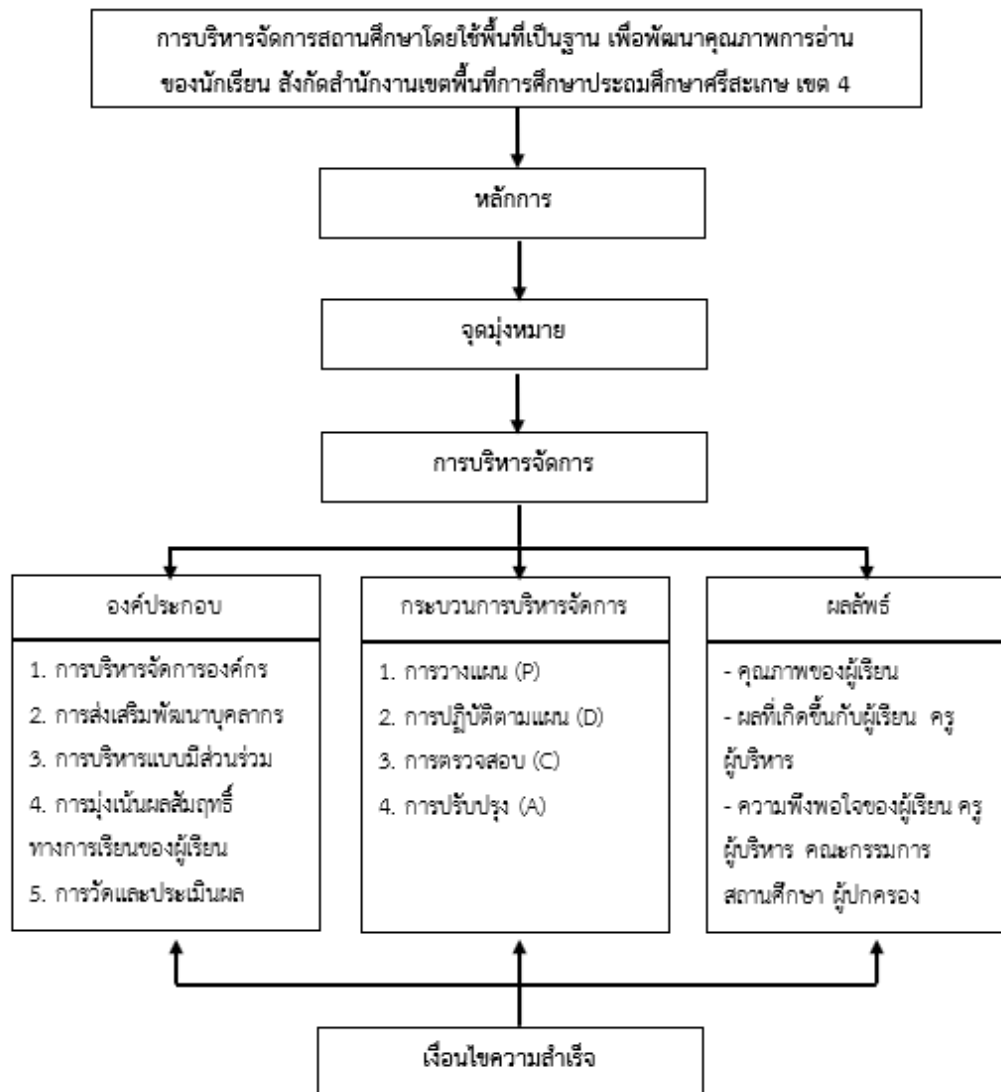 การบริหารจัดการสถานศึกษาโดยใช้พื้นที่เป็นฐาน เพื่อพัฒนาคุณภาพการอ่าน
ของนักเรียน สังกัดสำนักงานเขตพื้นที่การศึกษาประถมศึกษาศรีสะเกษ เขต 4
หลักการ
จุดมุ่งหมาย
การบริหารจัดการ
องค์ประกอบ
1. การบริหารจัดการองค์กร
2. การส่งเสริมพัฒนาบุคลากร
3. การบริหารแบบมีส่วนร่วม
4. การมุ่งเน้นผลสัมฤทธิ์
ทางการเรียนของผู้เรียน
5. การวัดและประเมินผล
กระบวนการบริหารจัดการ
1. การวางแผน (P)
2. การปฏิบัติตามแผน (D)
3. การตรวจสอบ (C)
4. การปรับปรุง (A)
ผลลัพธ์
- คุณภาพของผู้เรียน
- ผลที่เกิดขึ้นกับผู้เรียน ครู
ผู้บริหาร
- ความพึงพอใจของผู้เรียน ครู
ผู้บริหาร คณะกรรมการ
สถานศึกษา ผู้ปกครอง
เงื่อนไขความสำเร็จ